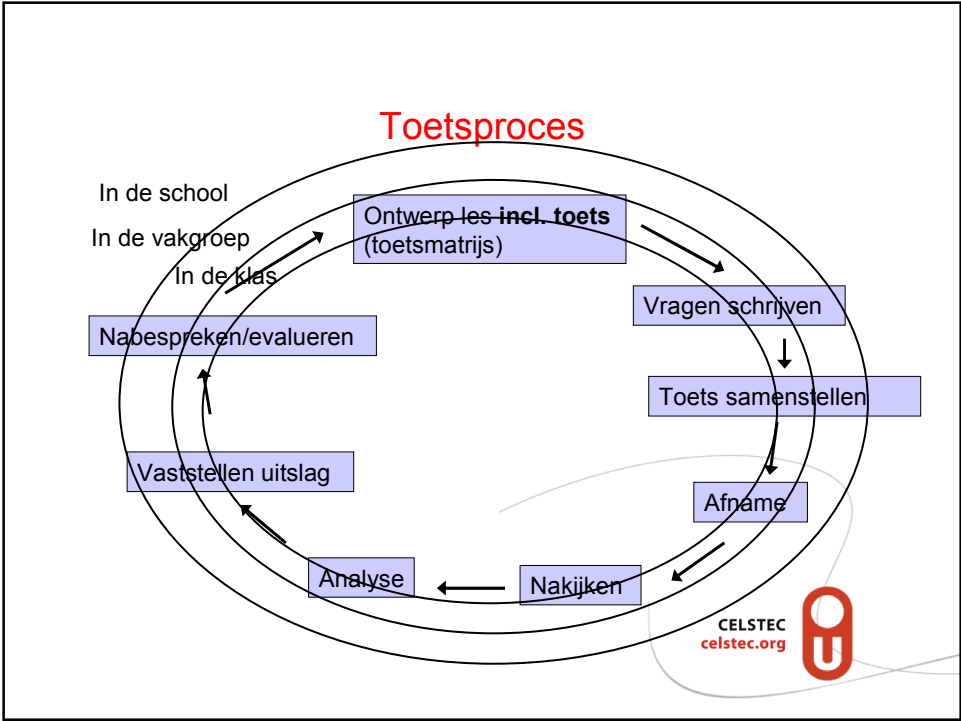 Toetsproces
In de school
In de vakgroep
In de klas
Ontwerp les incl. toets
(toetsmatrijs)
Vragen schrijven
Toets samenstellen
Afname
Nakijken
Analyse
Vaststellen uitslag
Nabespreken/evalueren
CELSTEC
celstec.org